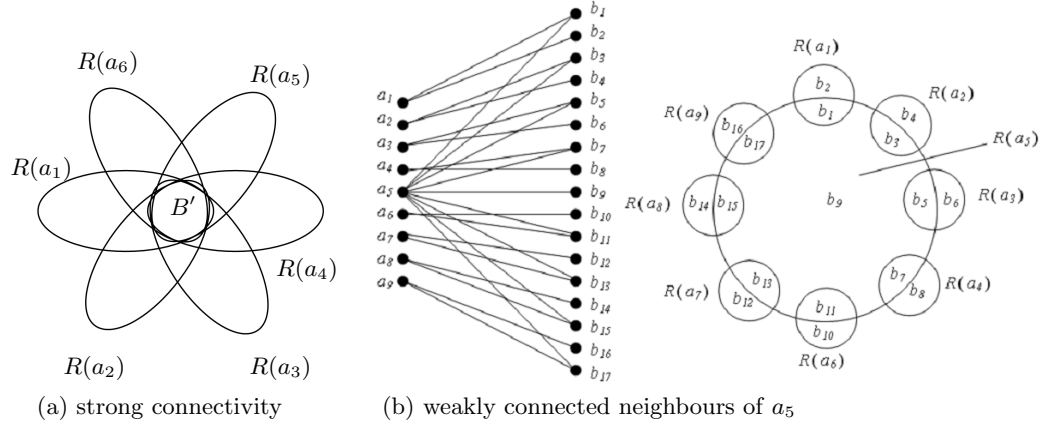 R(a₆)
R(a₅)
R(a₁)
B′
R(a₄)
R(a₂)
R(a₃)
(a) strong connectivity
a₁
a₂
a₃
a₄
a₅
a₆
a₇
a₈
a₉
b₁
b₂
b₃
b₄
b₅
b₆
b₇
b₈
b₉
b₁₀
b₁₁
b₁₂
b₁₃
b₁₄
b₁₅
b₁₆
b₁₇
R(a₁)
b₂
b₁
R(a₂)
b₄
b₃
R(a₉)
b₁₆
b₁₇
R(a₅)
R(a₈)
b₁₄ b₁₅
b₉
b₅ b₆
R(a₃)
R(a₇)
b₁₃
b₁₂
b₇
b₈
R(a₄)
b₁₁
b₁₀
R(a₆)
(b) weakly connected neighbours of a₅